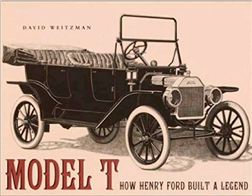 DAVID WEITZMAN
MODEL T HOW HENRY FORD BUILT A LEGEND